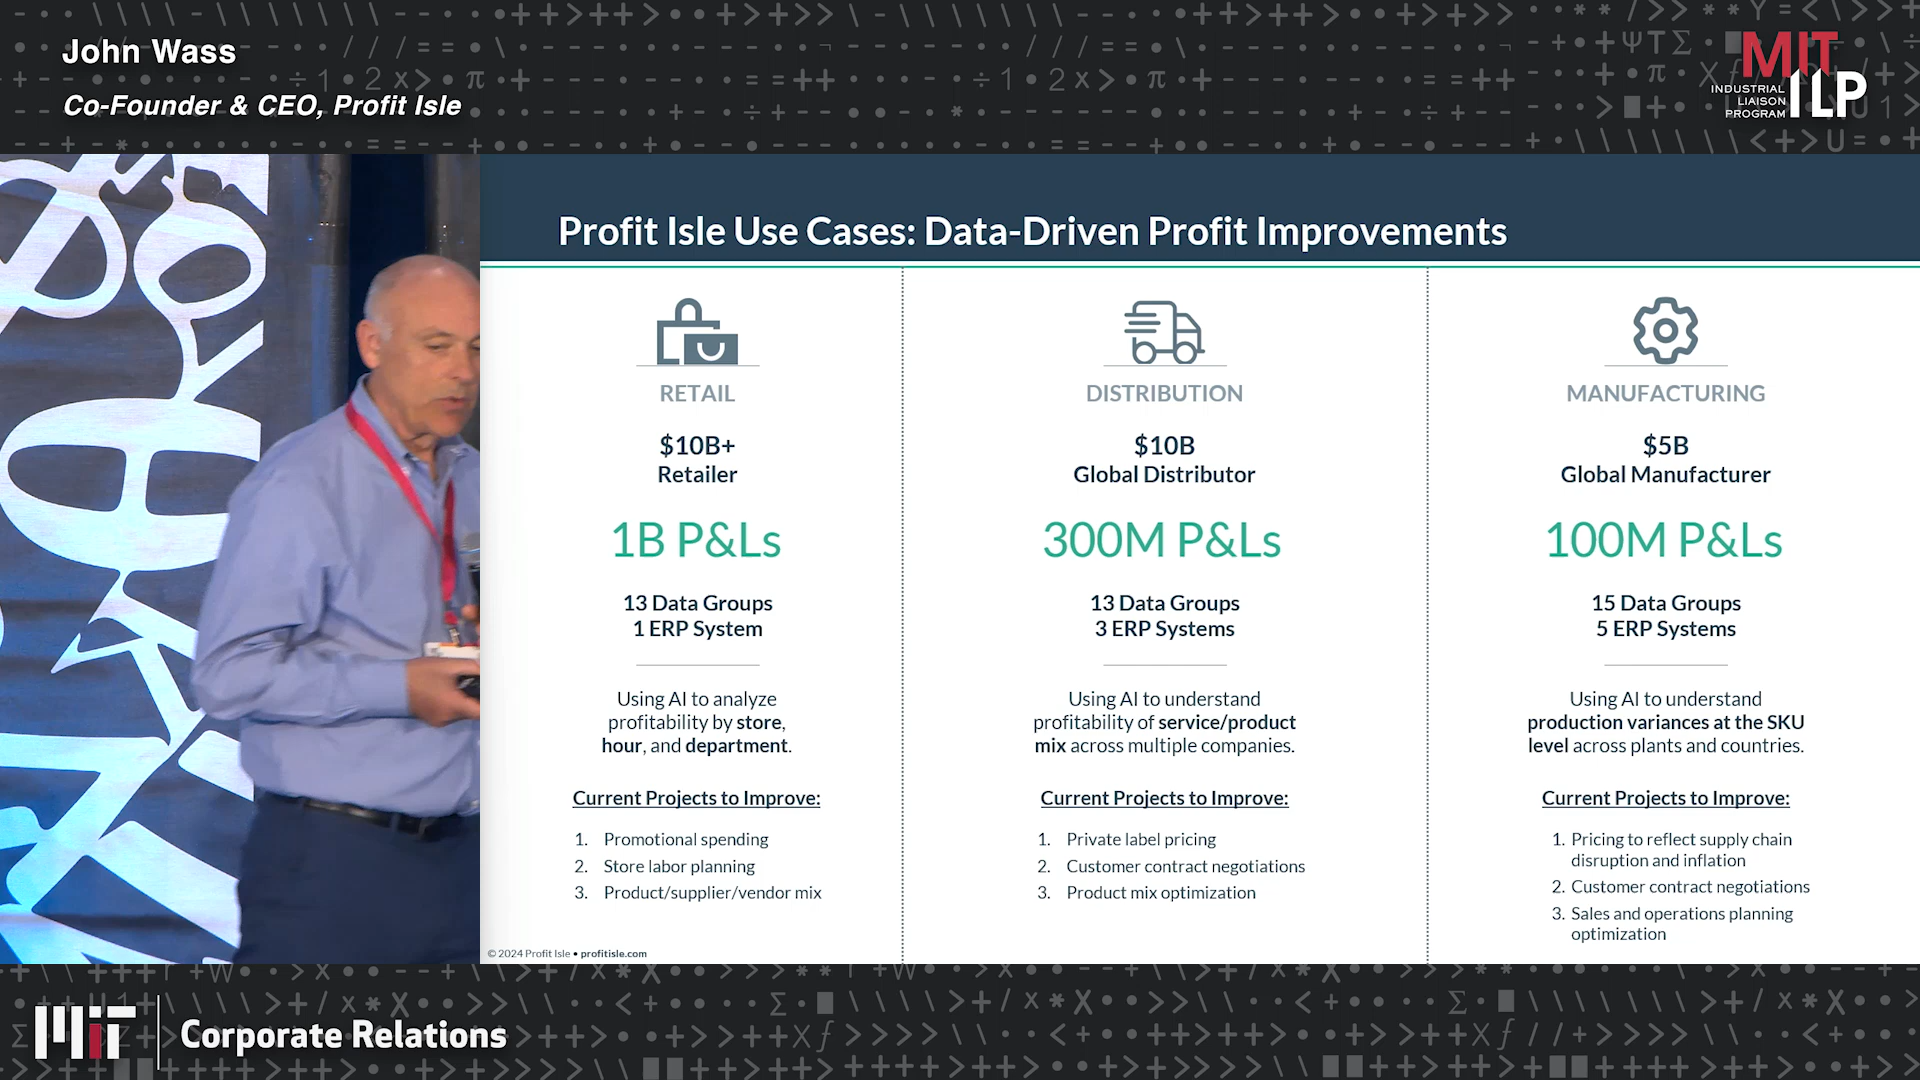 John Wass
Co-Founder & CEO, Profit Isle
MIT
ILP
INDUSTRIAL
LIAISON
PROGRAM
Profit Isle Use Cases: Data-Driven Profit Improvements
RETAIL
$10B+
Retailer
1B P&Ls
13 Data Groups
1 ERP System
Using AI to analyze
profitability by store,
hour, and department.
Current Projects to Improve:
1. Promotional spending
2. Store labor planning
3. Product/supplier/vendor mix
DISTRIBUTION
$10B
Global Distributor
300M P&Ls
13 Data Groups
3 ERP Systems
Using AI to understand
profitability of service/product
mix across multiple companies.
Current Projects to Improve:
1. Private label pricing
2. Customer contract negotiations
3. Product mix optimization
MANUFACTURING
$5B
Global Manufacturer
100M P&Ls
15 Data Groups
5 ERP Systems
Using AI to understand
production variances at the SKU
level across plants and countries.
Current Projects to Improve:
1. Pricing to reflect supply chain
disruption and inflation
2. Customer contract negotiations
3. Sales and operations planning
optimization
© 2024 Profit Isle • profitisle.com
MIT
Corporate Relations